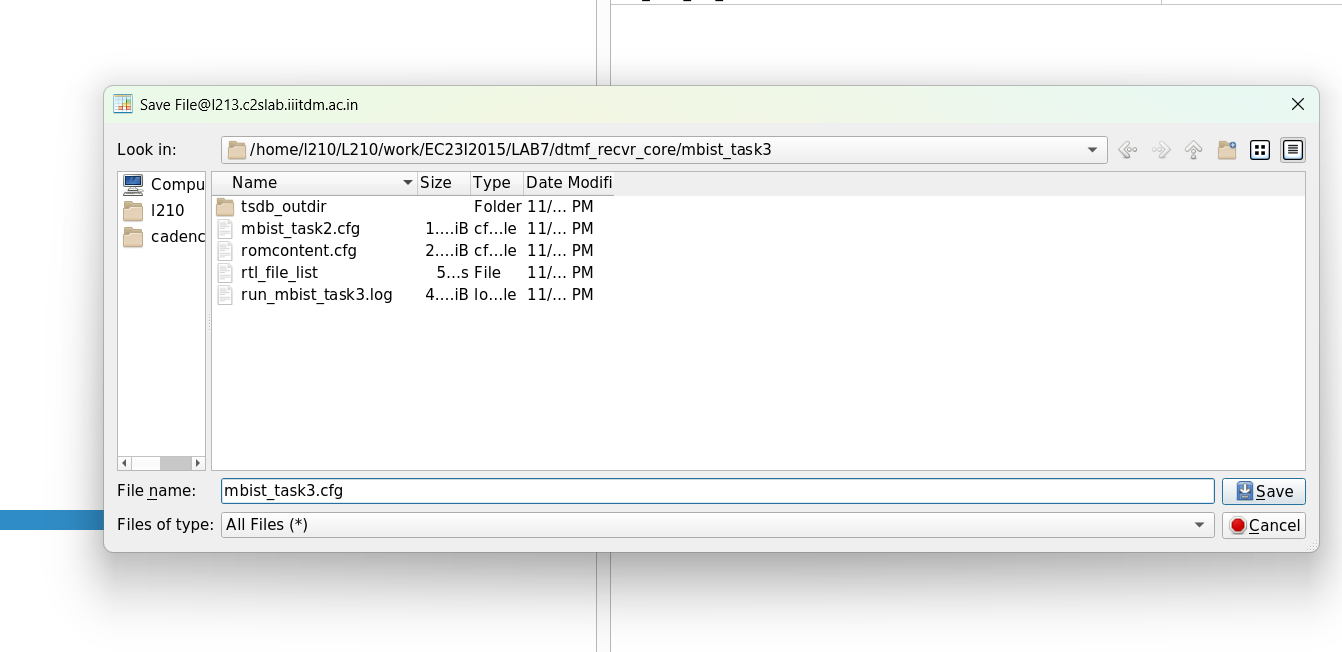 Save File@l213.c2slab.iiitdm.ac.in
Look in: /home/l210/L210/work/EC23I2015/LAB7/dtmf_recvr_core/mbist_task3
Compu
l210
cadenc
Name Size Type Date Modifi
tsdb_outdir Folder 11/... PM
mbist_task2.cfg 1....iB cf...le 11/... PM
romcontent.cfg 2....iB cf...le 11/... PM
rtl_file_list 5...s File 11/... PM
run_mbist_task3.log 4....iB lo...le 11/... PM
File name: mbist_task3.cfg Save
Files of type: All Files (*) Cancel